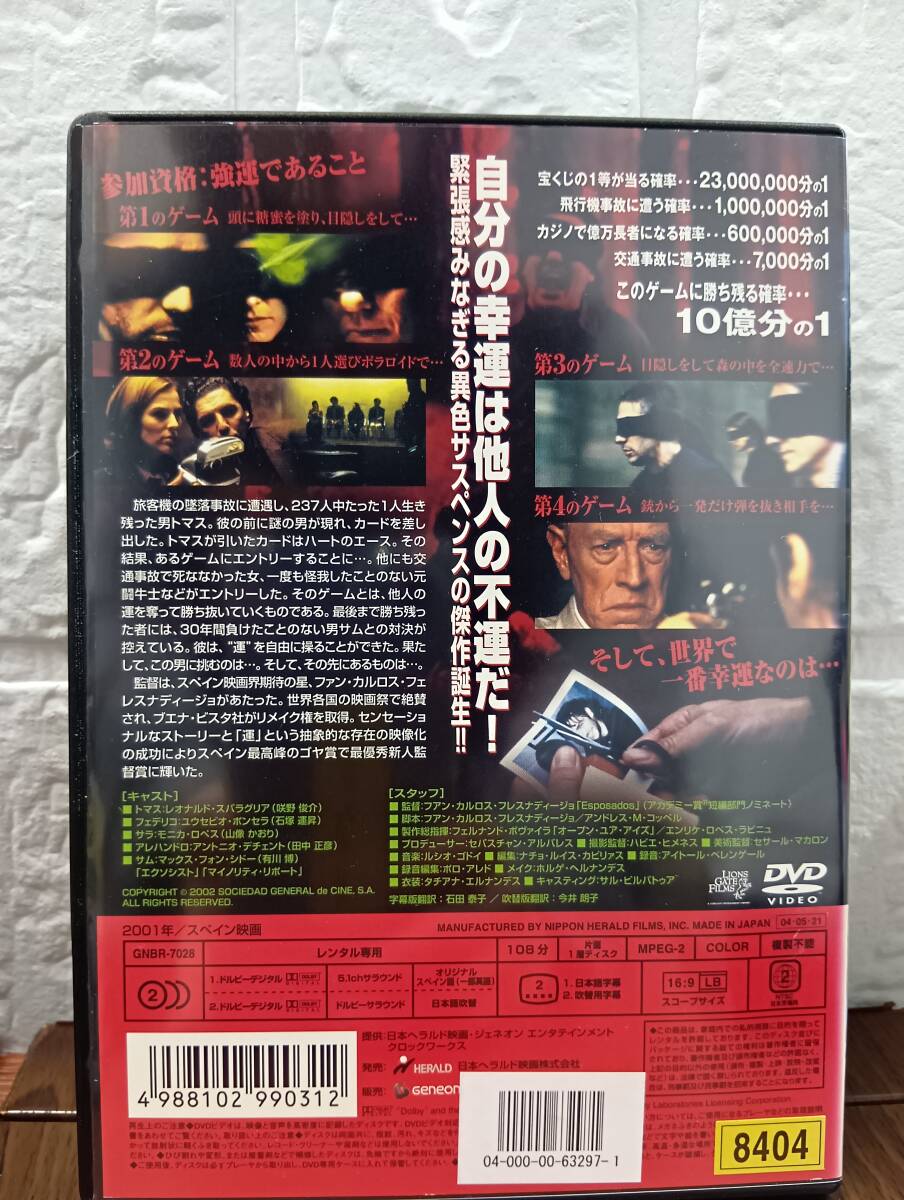 参加資格:強運であること
第1のゲーム 頭に糖蜜を塗り、目隠しをして…
第2のゲーム 数人の中から1人選びポラロイドで…
自分の幸運は他人の不運だ!
緊張感みなぎる異色サスペンスの傑作誕生!!
宝くじの1等が当る確率・・・23,000,000分の1
飛行機事故に遭う確率・・・1,000,000分の1
カジノで億万長者になる確率・・・600,000分の1
交通事故に遭う確率・・・7,000分の1
このゲームに勝ち残る確率・・・
10億分の1
第3のゲーム 目隠しをして森の中を全速力で…
第4のゲーム 銃から一発だけ弾を抜き相手を…
そして、世界で
一番幸運なのは…
旅客機の墜落事故に遭遇し、237人中たった1人生き
残った男トマス。彼の前に謎の男が現れ、カードを差し
出した。トマスが引いたカードはハートのエース。その
結果、あるゲームにエントリーすることに…。他にも交
通事故で死ななかった女、一度も怪我したことのない元
闘牛士などがエントリーした。そのゲームとは、他人の
運を奪って勝ち抜いていくものである。最後まで勝ち残っ
た者には、30年間負けたことのない男サムとの対決が
控えている。彼は、“運”を自由に操ることができた。果た
して、この男に挑むのは…。そして、その先にあるものは…。
監督は、スペイン映画界期待の星、ファン・カルロス・フェ
レスナディージョがあたった。世界各国の映画祭で絶賛
され、ブエナ・ビスタ社がリメイク権を取得。センセーショ
ナルなストーリーと「運」という抽象的な存在の映像化
の成功によりスペイン最高峰のゴヤ賞で最優秀新人監
督賞に輝いた。
[キャスト]
■トマス:レオナルド・スバラグリア(咲野 俊介)
■フェデリコ:ユウセビオ・ポンセラ(石塚 運昇)
■サラ:モニカ・ロペス(山像 かおり)
■アレハンドロ:アントニオ・デチェント(田中 正彦)
■サム:マックス・フォン・シドー(有川 博)
「エクソシスト」「マイノリティ・リポート」
COPYRIGHT © 2002 SOCIEDAD GENERAL de CINE, S.A.
ALL RIGHTS RESERVED.
[スタッフ]
■監督:フアン・カルロス・フレスナディージョ「Esposados」(アカデミー賞®短編部門ノミネート)
■脚本:フアン・カルロス・フレスナディージョ/アンドレス・M・コッペル
■製作総指揮:フェルナンド・ボヴァイラ「オープン・ユア・アイズ」/エンリケ・ロペス・ラビニュ
■プロデューサー:セバスチャン・アルバレス ■撮影監督:ハビエ・ヒメネス ■美術監督:セサール・マカロン
■音楽:ルシオ・ゴドイ ■編集:ナチョ・ルイス・カピリァス ■録音:アイトール・ベレンゲール
■録音編集:ポロ・アレド ■メイク:ホルゲ・ヘルナンデス
■衣装:タチアナ・エルナンデス ■キャスティング:サル・ビルバトゥア
字幕版翻訳:石田 泰子/吹替版翻訳:今井 朗子
LIONS
GATE
FILMS
DVD
VIDEO
2001年/スペイン映画
MANUFACTURED BY NIPPON HERALD FILMS, INC. MADE IN JAPAN
04・05・21
GNBR-7028
レンタル専用
108分
片面
1層ディスク
MPEG-2
COLOR
複製不能
2
1.ドルビーデジタル
5.1chサラウンド
オリジナル
スペイン語(一部英語)
2.ドルビーデジタル
ドルビーサラウンド
日本語吹替
2
1.日本語字幕
2.吹替用字幕
16:9 LB
スコープサイズ
2
NTSC
日本市場向
提供:日本ヘラルド映画・ジェネオン エンタテインメント
クロックワークス
発売: HERALD 日本ヘラルド映画株式会社
販売: Geneon
4 988102 990312
04-000-00-63297-1
8404